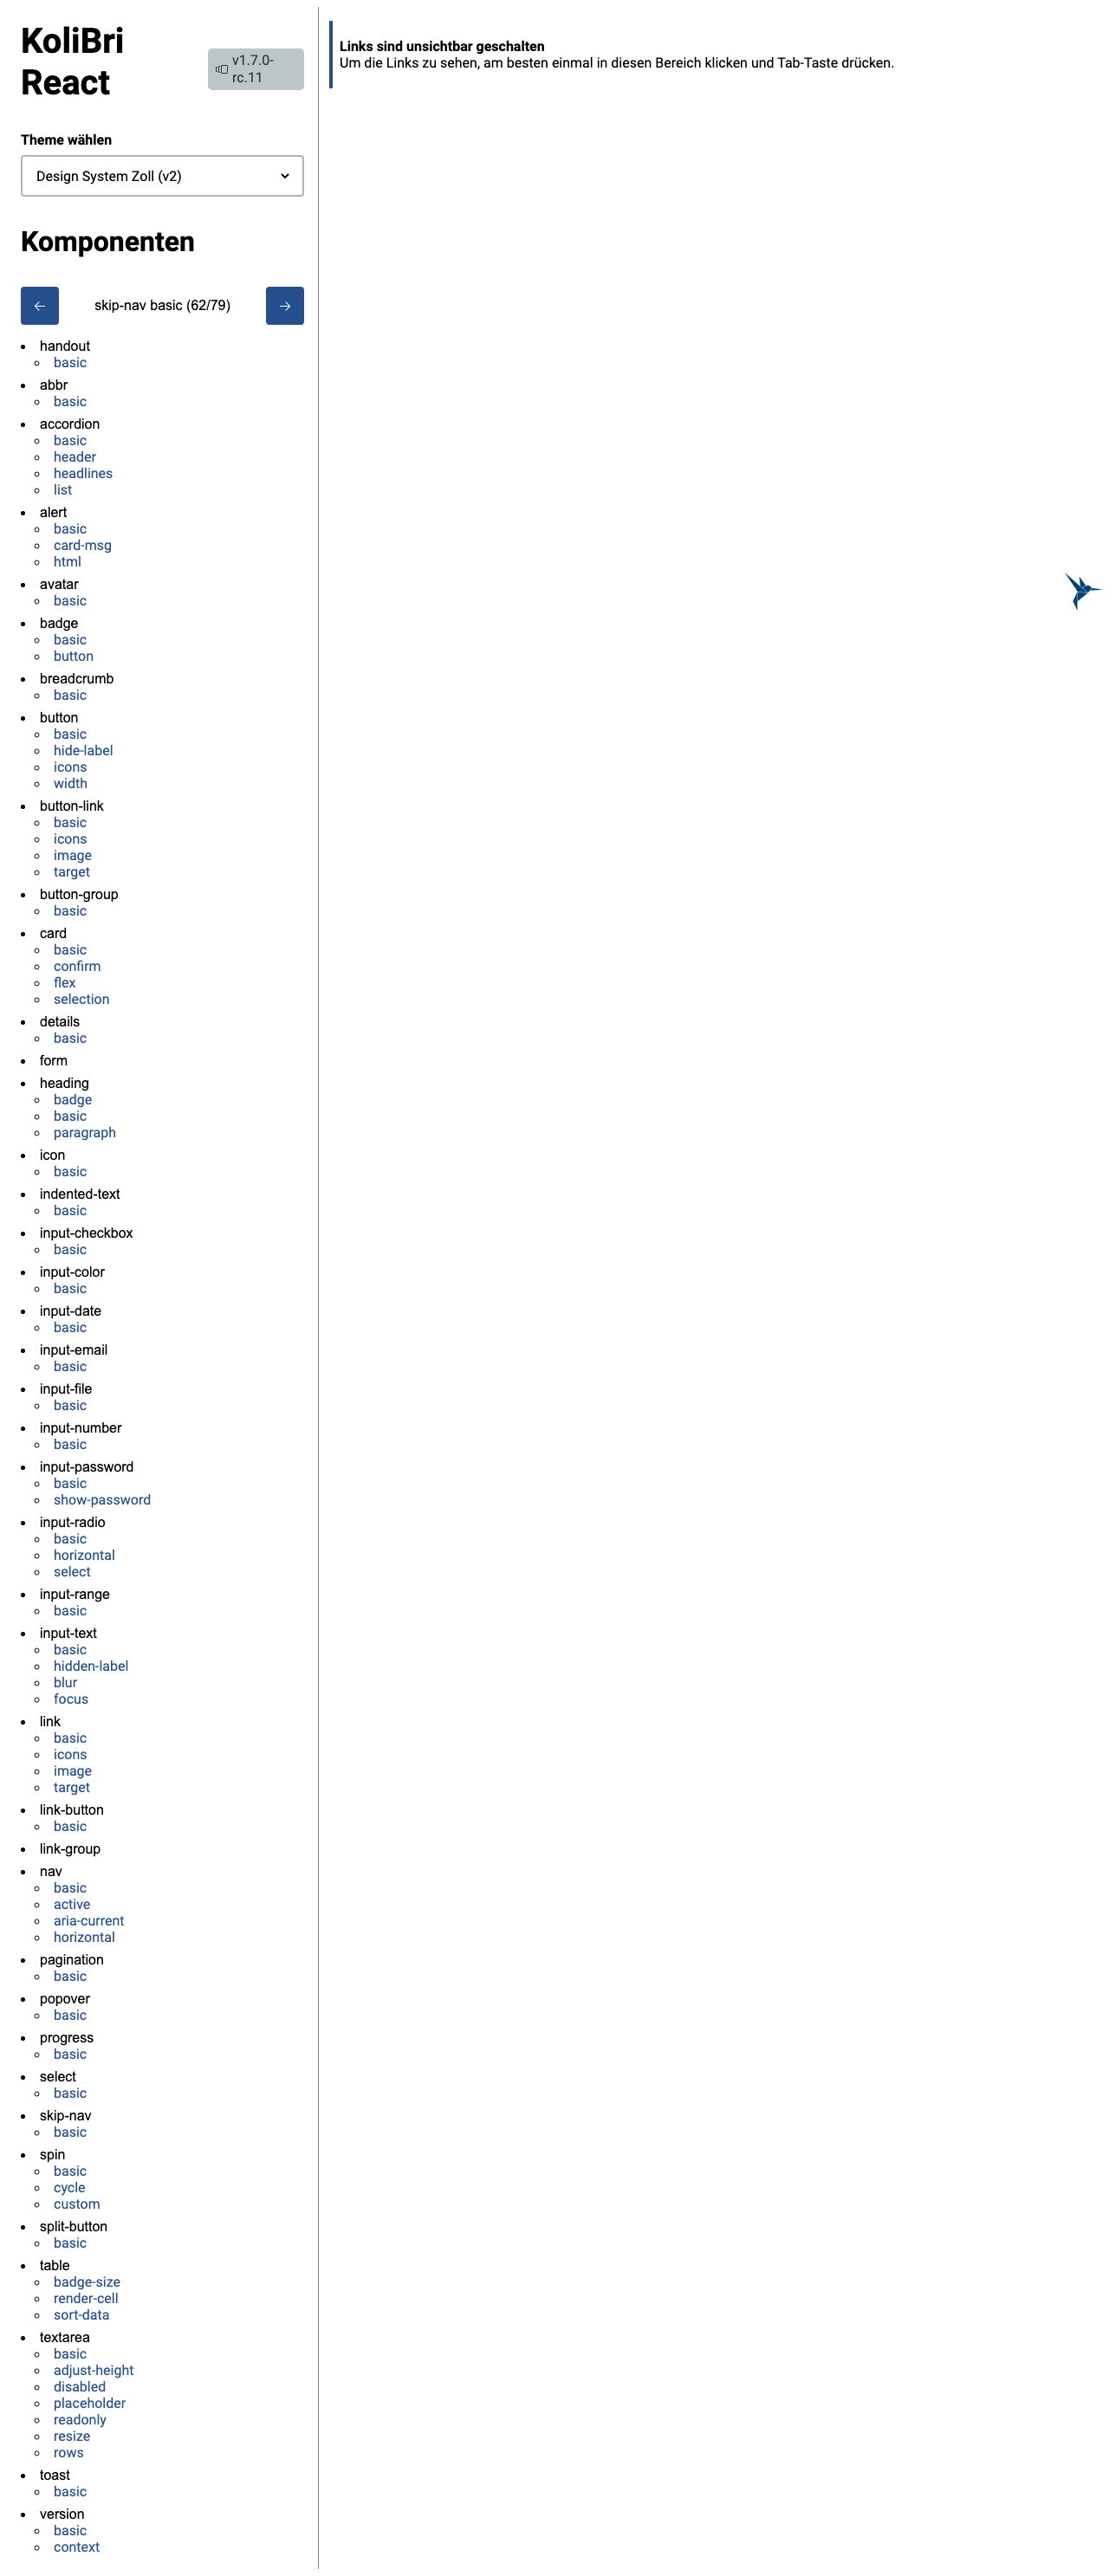 KoliBri
React
v1.7.0-
rc.11
Theme wählen
Design System Zoll (v2)
Komponenten
skip-nav basic (62/79)
handout
basic
abbr
basic
accordion
basic
header
headlines
list
alert
basic
card-msg
html
avatar
basic
badge
basic
button
breadcrumb
basic
button
basic
hide-label
icons
width
button-link
basic
icons
image
target
button-group
basic
card
basic
confirm
flex
selection
details
basic
form
heading
badge
basic
paragraph
icon
basic
indented-text
basic
input-checkbox
basic
input-color
basic
input-date
basic
input-email
basic
input-file
basic
input-number
basic
input-password
basic
show-password
input-radio
basic
horizontal
select
input-range
basic
input-text
basic
hidden-label
blur
focus
link
basic
icons
image
target
link-button
basic
link-group
nav
basic
active
aria-current
horizontal
pagination
basic
popover
basic
progress
basic
select
basic
skip-nav
basic
spin
basic
cycle
custom
split-button
basic
table
badge-size
render-cell
sort-data
textarea
basic
adjust-height
disabled
placeholder
readonly
resize
rows
toast
basic
version
basic
context
Links sind unsichtbar geschalten
Um die Links zu sehen, am besten einmal in diesen Bereich klicken und Tab-Taste drücken.